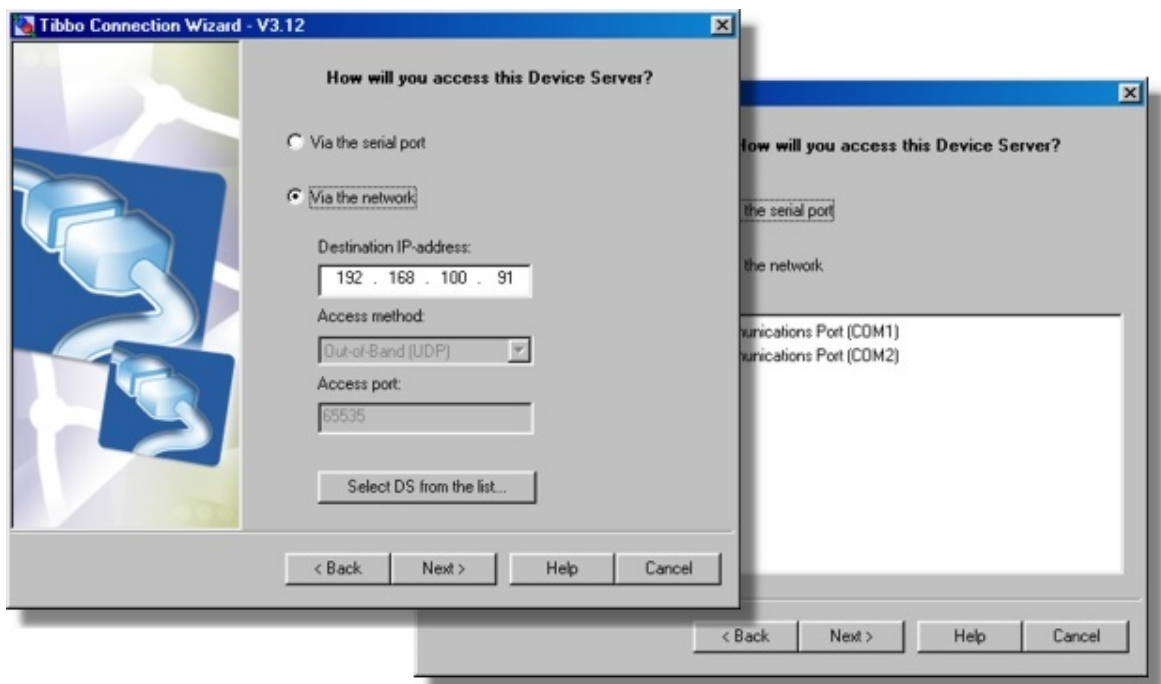 Tibbo Connection Wizard - V3.12
How will you access this Device Server?
Via the serial port
Via the network
Destination IP-address:
192 . 168 . 100 . 91
Access method:
Out-of-Band (UDP)
Access port:
65535
Select DS from the list...
< Back Next > Help Cancel
How will you access this Device Server?
the serial port
the network
Port (COM1)
Port (COM2)
< Back Next > Help Cancel